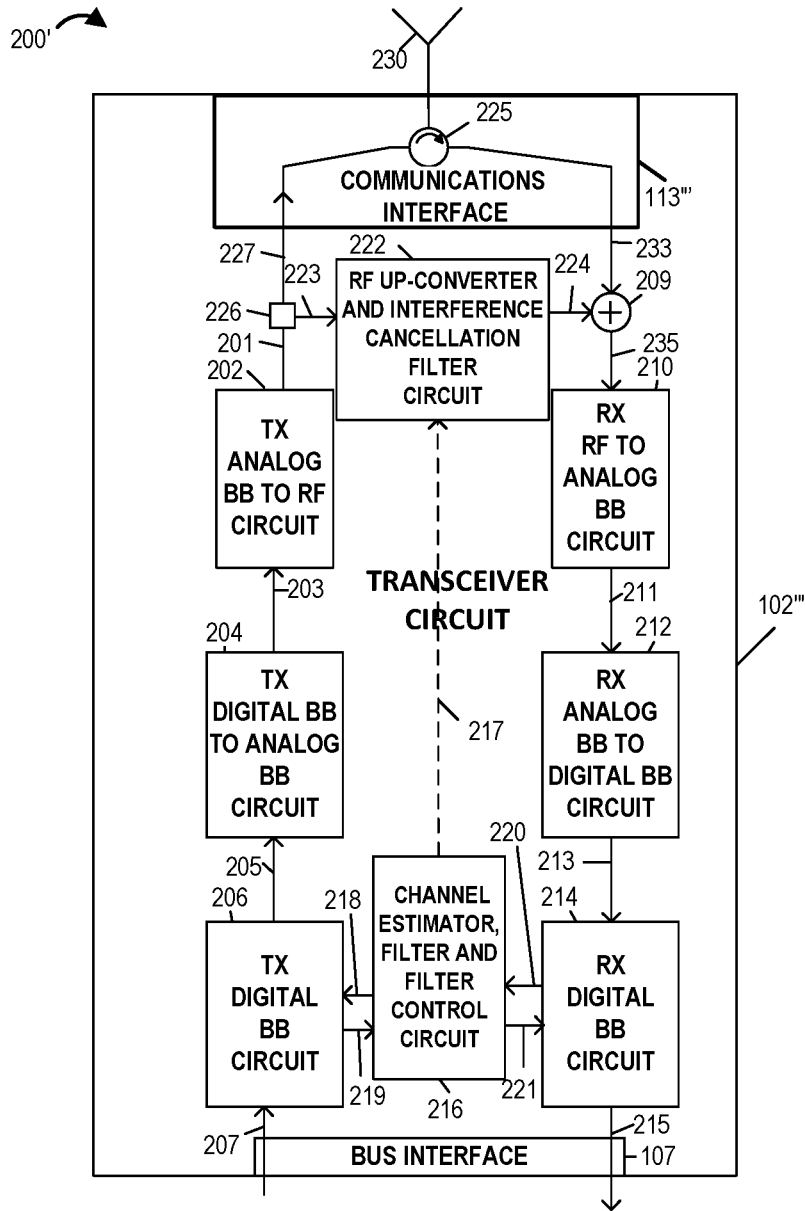 200'
230
225
COMMUNICATIONS
INTERFACE
113'''
227
223
222
224
233
209
226
RF UP-CONVERTER
AND INTERFERENCE
CANCELLATION
FILTER
CIRCUIT
201
235
202
210
TX
ANALOG
BB TO RF
CIRCUIT
RX
RF TO
ANALOG
BB
CIRCUIT
TRANSCEIVER
CIRCUIT
203
211
102'''
204
212
TX
DIGITAL BB
TO ANALOG
BB
CIRCUIT
217
RX
ANALOG
BB TO
DIGITAL BB
CIRCUIT
205
220
213
206
218
214
TX
DIGITAL
BB
CIRCUIT
CHANNEL
ESTIMATOR,
FILTER AND
FILTER
CONTROL
CIRCUIT
RX
DIGITAL
BB
CIRCUIT
219
216
221
207
215
BUS INTERFACE
107